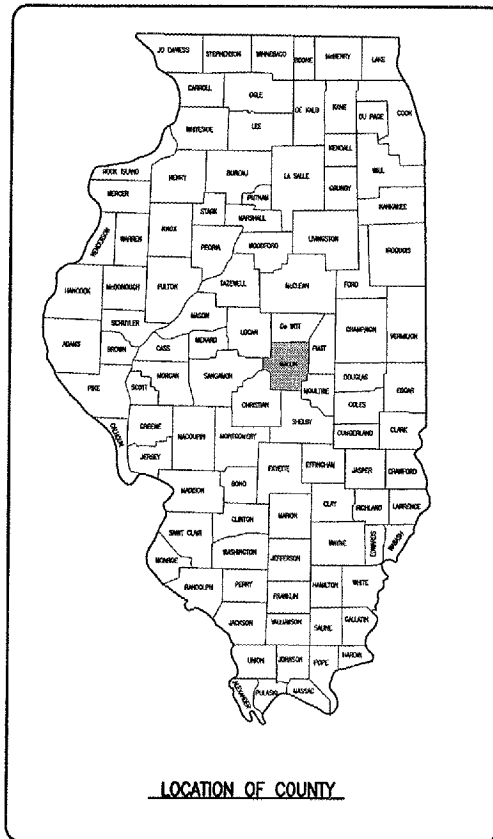 JO DAVIESS STEPHENSON WINNEBAGO BOONE McHENRY LAKE
CARROLL OGLE DE KALB KANE COOK
DU PAGE
WHITESIDE LEE
KENDALL WILL
ROCK ISLAND HENRY BUREAU LA SALLE GRUNDY
MERCER PUTNAM KANKAKEE
STARK MARSHALL
HENDERSON WARREN KNOX PEORIA WOODFORD LIVINGSTON IROQUOIS
HANCOCK McDONOUGH FULTON TAZEWELL McCLEAN FORD
MASON
SCHUYLER LOGAN De WITT CHAMPAIGN VERMILION
ADAMS BROWN CASS MENARD PIATT
MACON
PIKE SCOTT MORGAN SANGAMON DOUGLAS EDGAR
CHRISTIAN MOULTRIE COLES
CALHOUN GREENE MACOUPIN MONTGOMERY SHELBY CUMBERLAND CLARK
JERSEY
FAYETTE EFFINGHAM JASPER CRAWFORD
MADISON BOND
CLAY RICHLAND LAWRENCE
CLINTON MARION
SAINT CLAIR WAYNE EDWARDS WABASH
WASHINGTON JEFFERSON
MONROE
RANDOLPH PERRY HAMILTON WHITE
FRANKLIN
JACKSON WILLIAMSON SALINE GALLATIN
UNION JOHNSON POPE HARDIN
ALEXANDER PULASKI MASSAC
LOCATION OF COUNTY